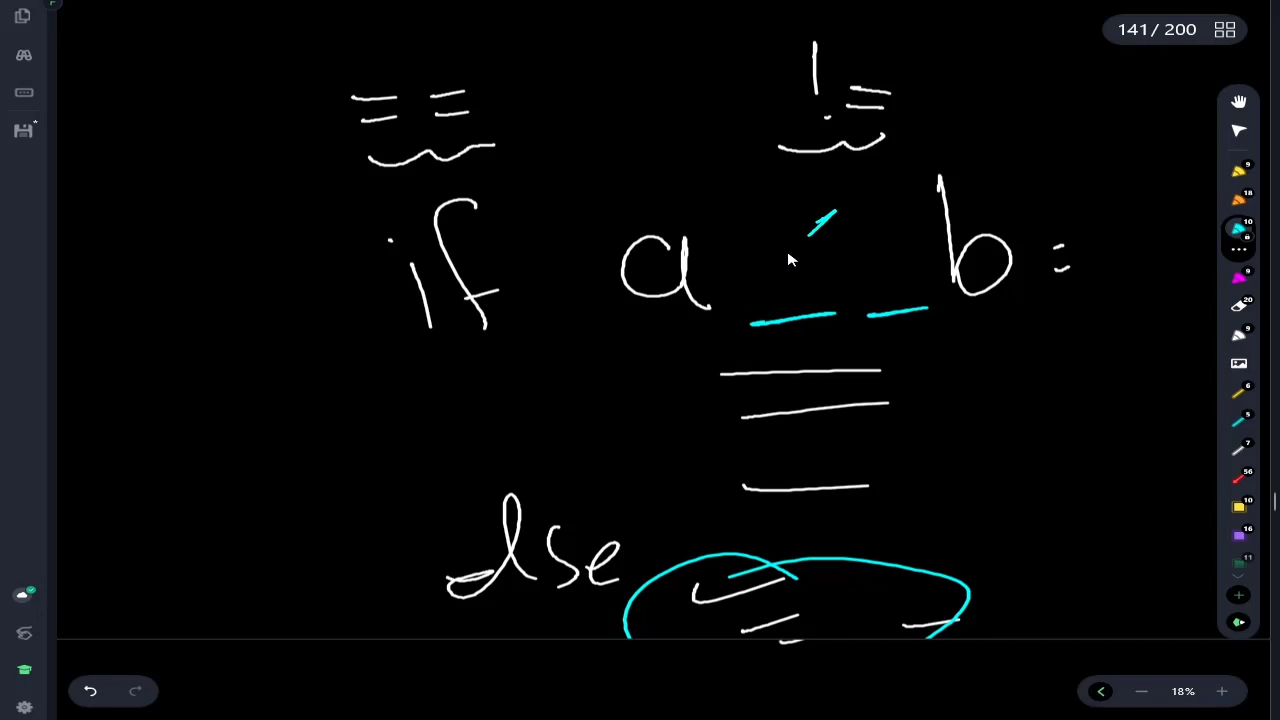 141 / 200
== !=
if a b :
else
18%